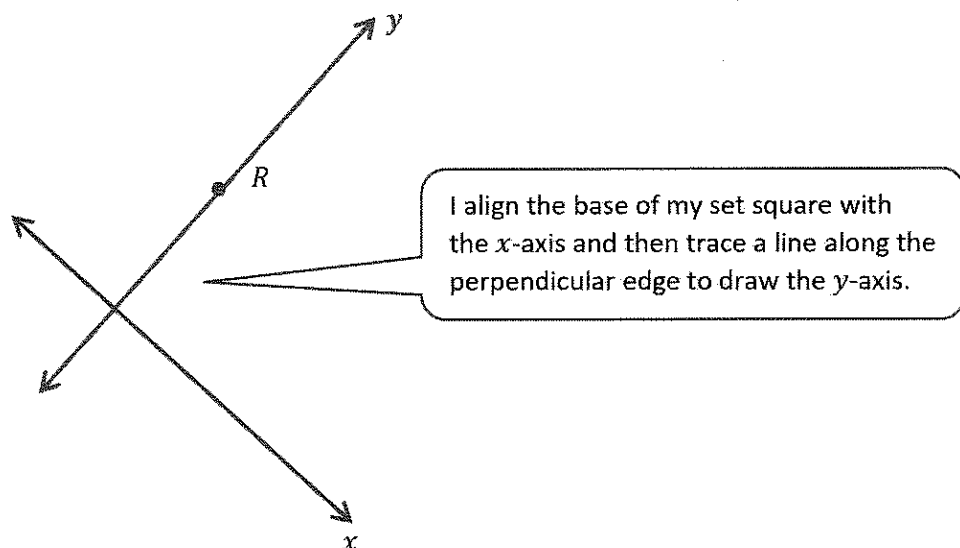 y
R
I align the base of my set square with
the x-axis and then trace a line along the
perpendicular edge to draw the y-axis.
x